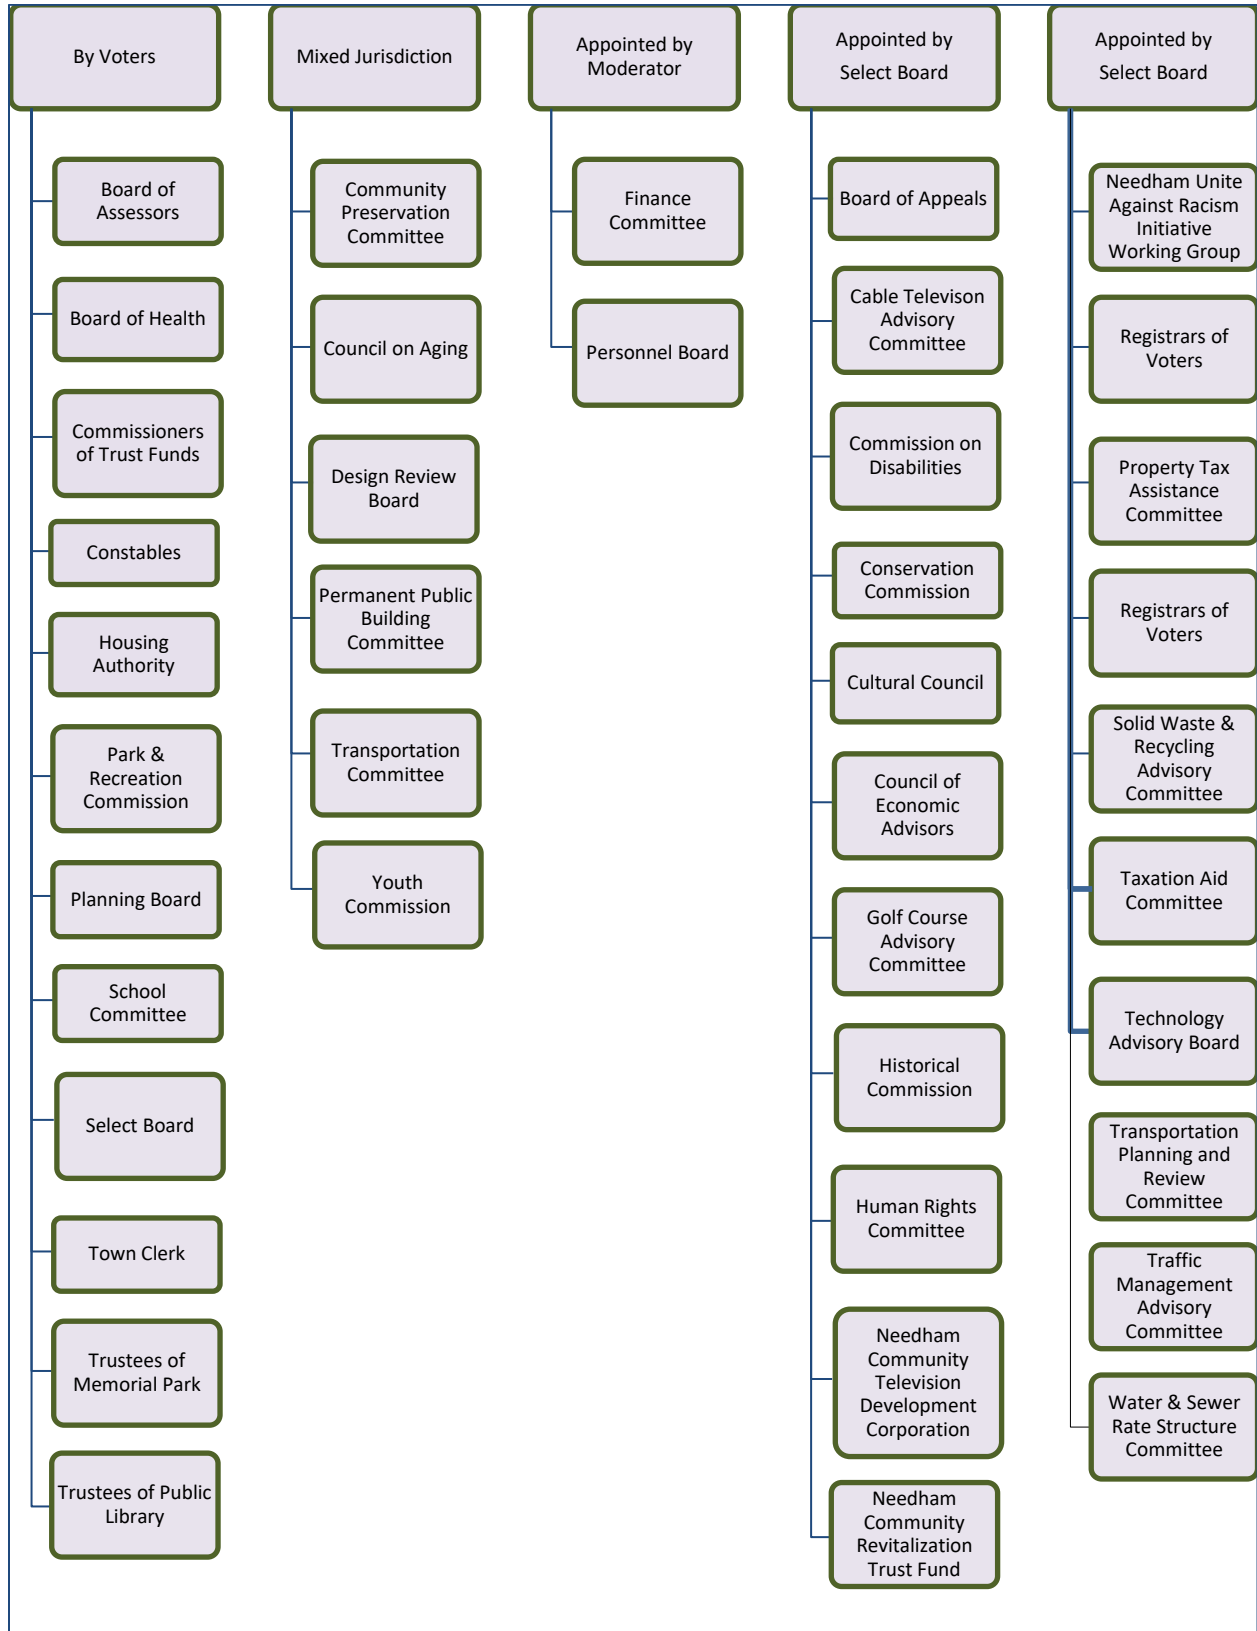 By Voters
Board of
Assessors
Board of Health
Commissioners
of Trust Funds
Constables
Housing
Authority
Park &
Recreation
Commission
Planning Board
School
Committee
Select Board
Town Clerk
Trustees of
Memorial Park
Trustees of Public
Library
Mixed Jurisdiction
Community
Preservation
Committee
Council on Aging
Design Review
Board
Permanent Public
Building
Committee
Transportation
Committee
Youth
Commission
Appointed by
Moderator
Finance
Committee
Personnel Board
Appointed by
Select Board
Board of Appeals
Cable Televison
Advisory
Committee
Commission on
Disabilities
Conservation
Commission
Cultural Council
Council of
Economic
Advisors
Golf Course
Advisory
Committee
Historical
Commission
Human Rights
Committee
Needham
Community
Television
Development
Corporation
Needham
Community
Revitalization
Trust Fund
Appointed by
Select Board
Needham Unite
Against Racism
Initiative
Working Group
Registrars of
Voters
Property Tax
Assistance
Committee
Registrars of
Voters
Solid Waste &
Recycling
Advisory
Committee
Taxation Aid
Committee
Technology
Advisory Board
Transportation
Planning and
Review
Committee
Traffic
Management
Advisory
Committee
Water & Sewer
Rate Structure
Committee